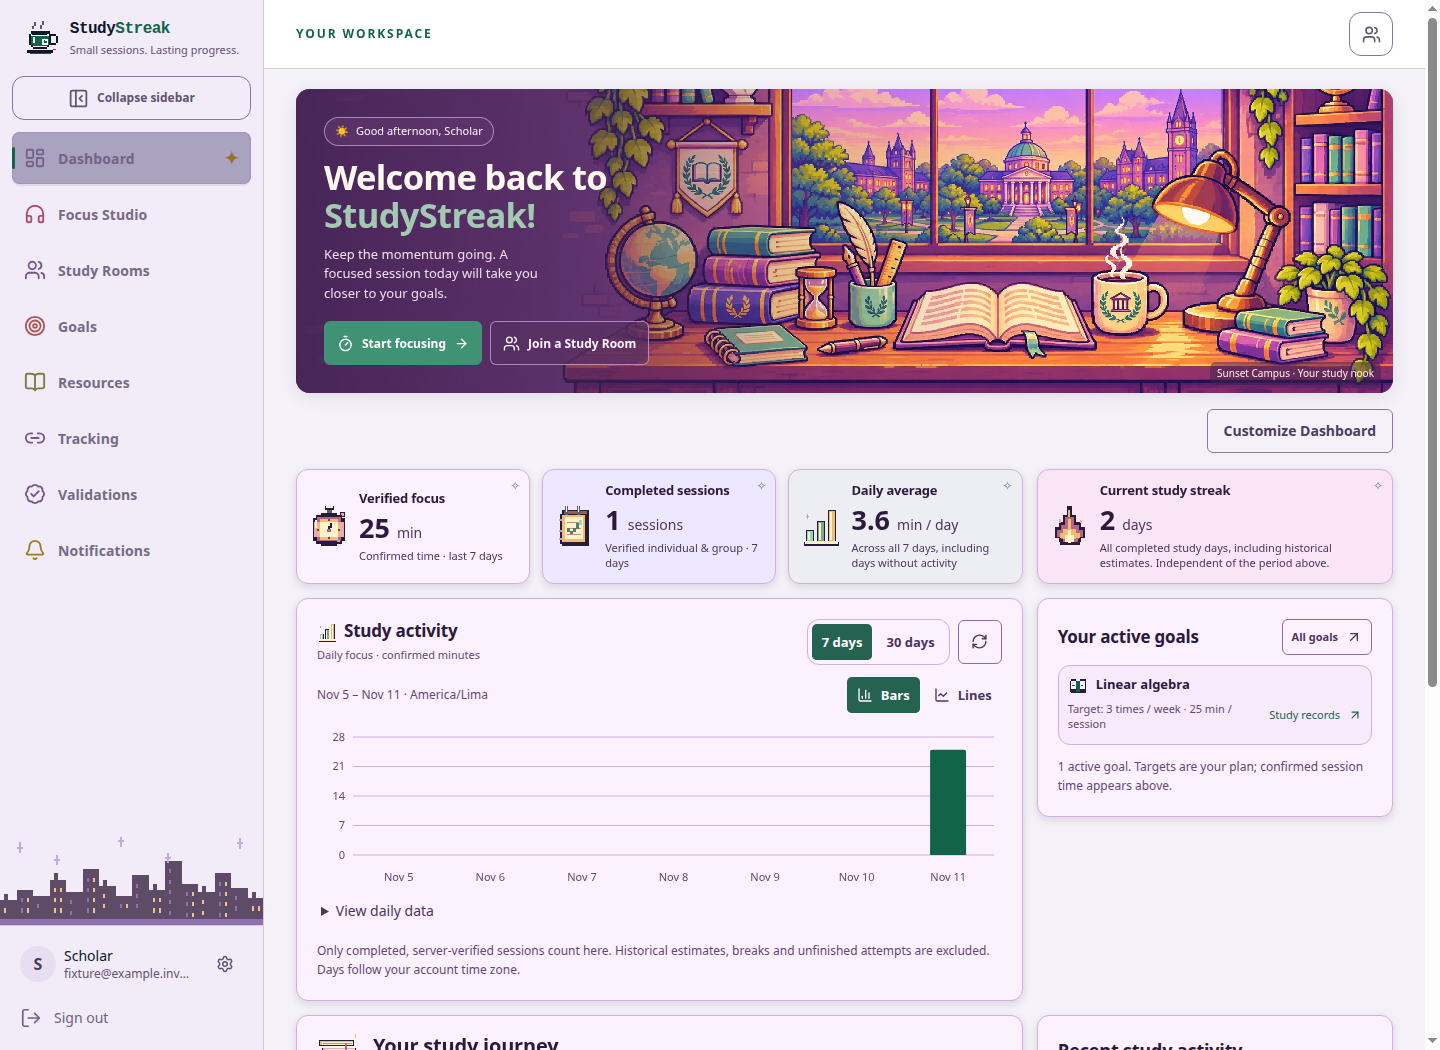 StudyStreak
Small sessions. Lasting progress.
Collapse sidebar
Dashboard
Focus Studio
Study Rooms
Goals
Resources
Tracking
Validations
Notifications
S
Scholar
fixture@example.inv...
Sign out
YOUR WORKSPACE
Good afternoon, Scholar
Welcome back to
StudyStreak!
Keep the momentum going. A
focused session today will take you
closer to your goals.
Start focusing
Join a Study Room
Sunset Campus · Your study nook
Customize Dashboard
Verified focus
25 min
Confirmed time · last 7 days
Completed sessions
1 sessions
Verified individual & group · 7
days
Daily average
3.6 min / day
Across all 7 days, including
days without activity
Current study streak
2 days
All completed study days, including historical
estimates. Independent of the period above.
Study activity
Daily focus · confirmed minutes
7 days
30 days
Nov 5 – Nov 11 · America/Lima
Bars
Lines
28
21
14
7
0
Nov 5
Nov 6
Nov 7
Nov 8
Nov 9
Nov 10
Nov 11
View daily data
Only completed, server-verified sessions count here. Historical estimates, breaks and unfinished attempts are excluded.
Days follow your account time zone.
Your active goals
All goals
Linear algebra
Target: 3 times / week · 25 min /
session
Study records
1 active goal. Targets are your plan; confirmed session
time appears above.
Your study journey
Recent study activity